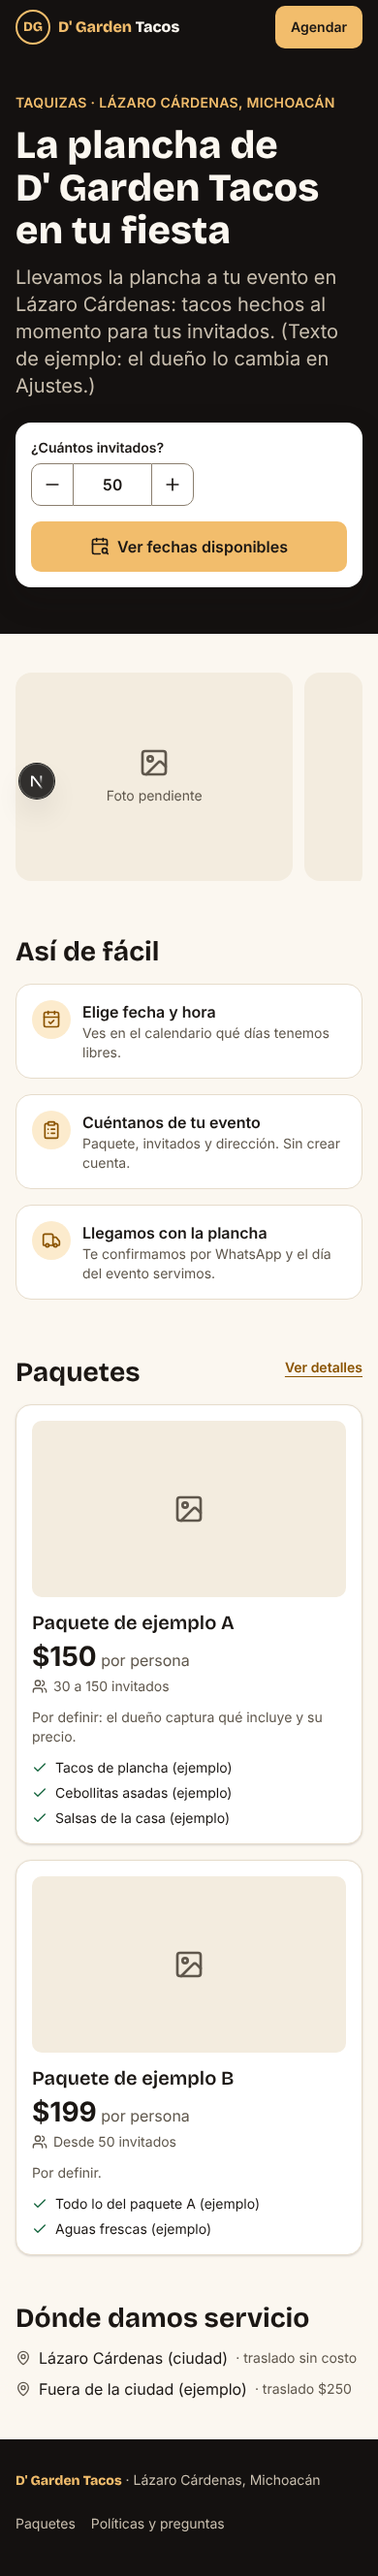 DG D' Garden Tacos
Agendar
TAQUIZAS · LÁZARO CÁRDENAS, MICHOACÁN
La plancha de
D' Garden Tacos
en tu fiesta
Llevamos la plancha a tu evento en
Lázaro Cárdenas: tacos hechos al
momento para tus invitados. (Texto
de ejemplo: el dueño lo cambia en
Ajustes.)
¿Cuántos invitados?
50
Ver fechas disponibles
Foto pendiente
N
Así de fácil
Elige fecha y hora
Ves en el calendario qué días tenemos
libres.
Cuéntanos de tu evento
Paquete, invitados y dirección. Sin crear
cuenta.
Llegamos con la plancha
Te confirmamos por WhatsApp y el día
del evento servimos.
Paquetes
Ver detalles
Paquete de ejemplo A
$150 por persona
30 a 150 invitados
Por definir: el dueño captura qué incluye y su
precio.
Tacos de plancha (ejemplo)
Cebollitas asadas (ejemplo)
Salsas de la casa (ejemplo)
Paquete de ejemplo B
$199 por persona
Desde 50 invitados
Por definir.
Todo lo del paquete A (ejemplo)
Aguas frescas (ejemplo)
Dónde damos servicio
Lázaro Cárdenas (ciudad) · traslado sin costo
Fuera de la ciudad (ejemplo) · traslado $250
D' Garden Tacos · Lázaro Cárdenas, Michoacán
Paquetes Políticas y preguntas